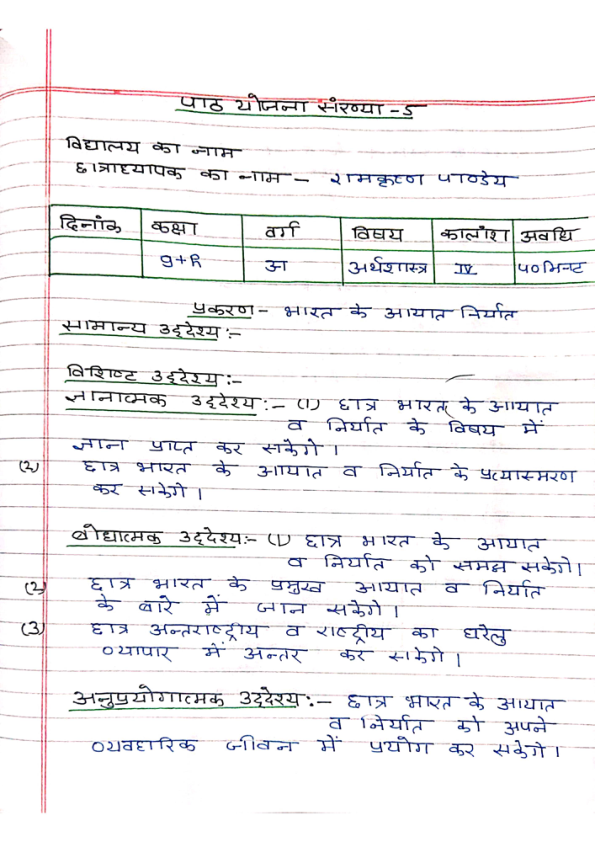 पाठ योजना संख्या -5
विद्यालय का नाम
छात्राध्यापक का नाम - रामकृष्ण पाण्डेय
दिनांक कक्षा वर्ग विषय कालांश अवधि
9th अ अर्थशास्त्र IV 40 मिनट
प्रकरण - भारत के आयात निर्यात
सामान्य उद्देश्य :-
विशिष्ट उद्देश्य :-
ज्ञानात्मक उद्देश्य :- (1) छात्र भारत के आयात
व निर्यात के विषय में
ज्ञान प्राप्त कर सकेगे ।
(2) छात्र भारत के आयात व निर्यात के प्रत्यास्मरण
कर सकेगे ।
बोधात्मक उद्देश्य:- (1) छात्र भारत के आयात
व निर्यात को समझ सकेगे।
(2) छात्र भारत के प्रमुख आयात व निर्यात
के बारे में जान सकेगे ।
(3) छात्र अन्तराष्ट्रीय व राष्ट्रीय का घरेलु
व्यापार में अन्तर कर सकेगे ।
अनुप्रयोगात्मक उद्देश्य :- छात्र भारत के आयात
व निर्यात को अपने
व्यवहारिक जीवन में प्रयोग कर सकेगे ।